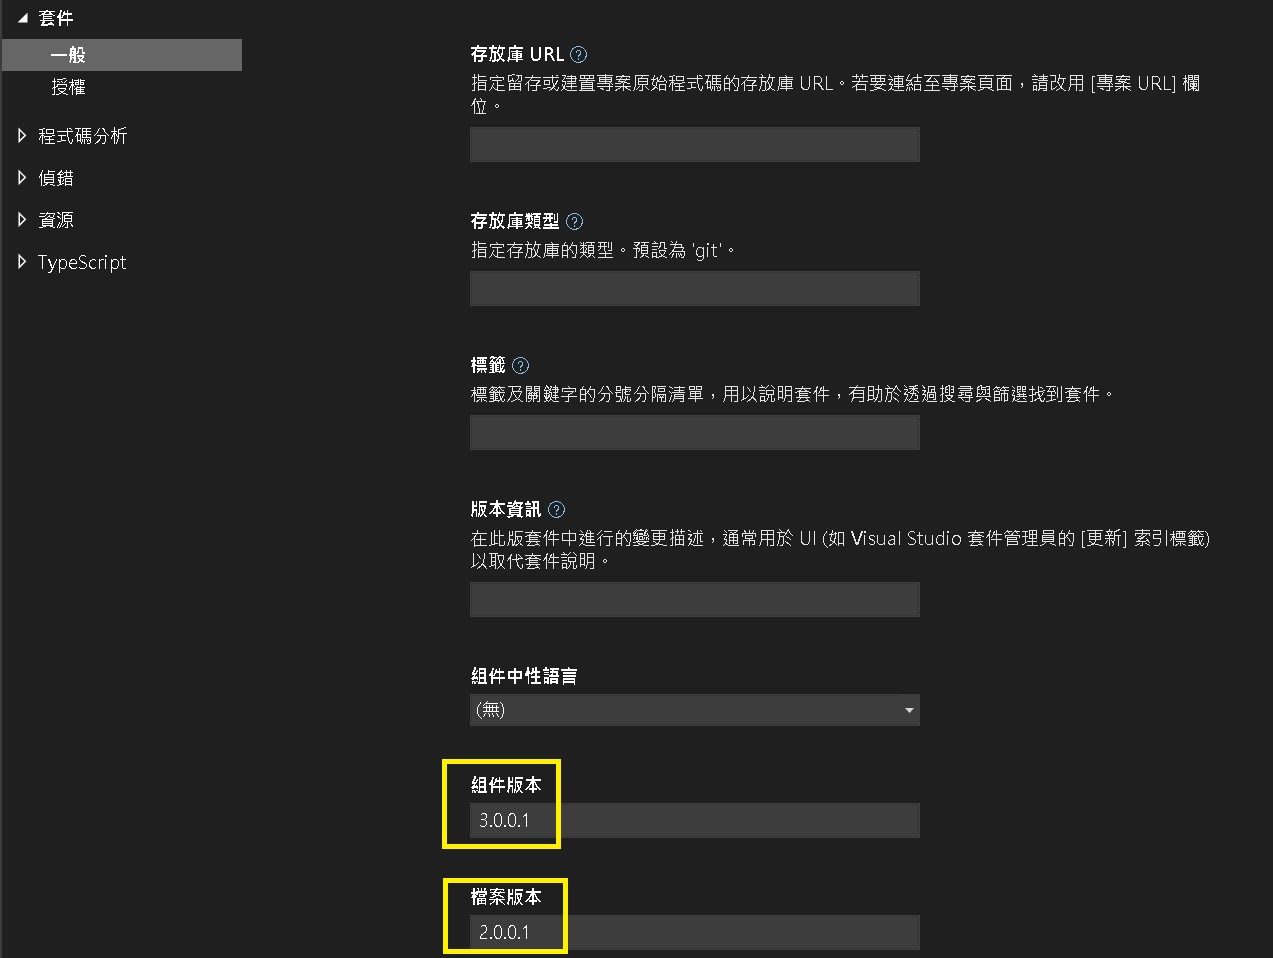 套件
一般
授權
程式碼分析
偵錯
資源
TypeScript
存放庫 URL ?
指定留存或建置專案原始程式碼的存放庫 URL。若要連結至專案頁面，請改用 [專案 URL] 欄
位。
存放庫類型 ?
指定存放庫的類型。預設為 'git'。
標籤 ?
標籤及關鍵字的分號分隔清單，用以說明套件，有助於透過搜尋與篩選找到套件。
版本資訊 ?
在此版套件中進行的變更描述，通常用於 UI (如 Visual Studio 套件管理員的 [更新] 索引標籤)
以取代套件說明。
組件中性語言
(無)
組件版本
3.0.0.1
檔案版本
2.0.0.1